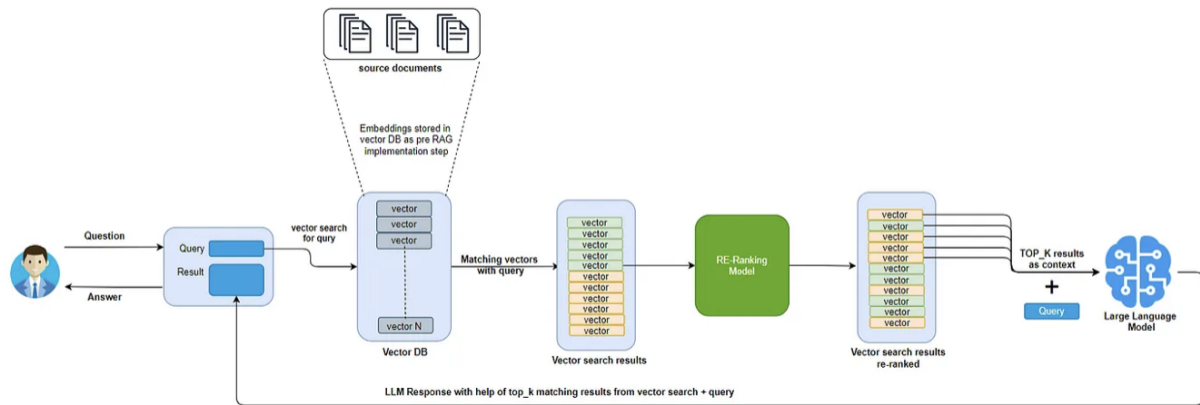 source documents
Embeddings stored in
vector DB as pre RAG
implementation step
Question
Answer
Query
Result
vector search
for qury
vector
vector
vector
vector N
Vector DB
Matching vectors
with query
vector
vector
vector
vector
vector
vector
vector
vector
vector
vector
vector
Vector search results
RE-Ranking
Model
vector
vector
vector
vector
vector
vector
vector
vector
vector
vector
vector
Vector search results
re-ranked
TOP_K results
as context
+
Query
Large Language
Model
LLM Response with help of top_k matching results from vector search + query